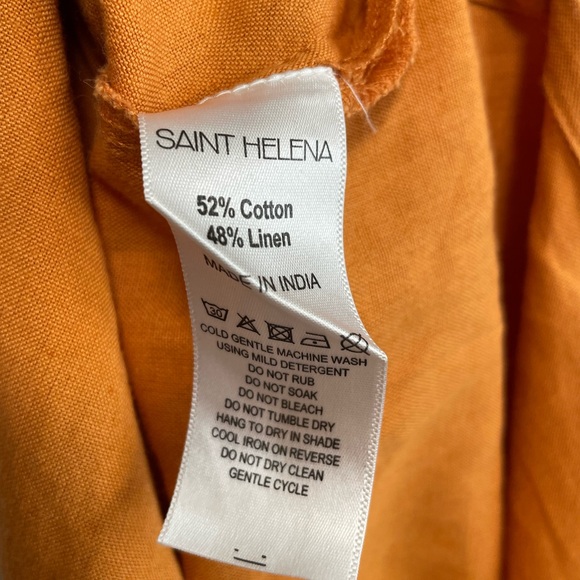 SAINT HELENA
52% Cotton
48% Linen
MADE IN INDIA
30
COLD GENTLE MACHINE WASH
USING MILD DETERGENT
DO NOT RUB
DO NOT SOAK
DO NOT BLEACH
DO NOT TUMBLE DRY
HANG TO DRY IN SHADE
COOL IRON ON REVERSE
DO NOT DRY CLEAN
GENTLE CYCLE